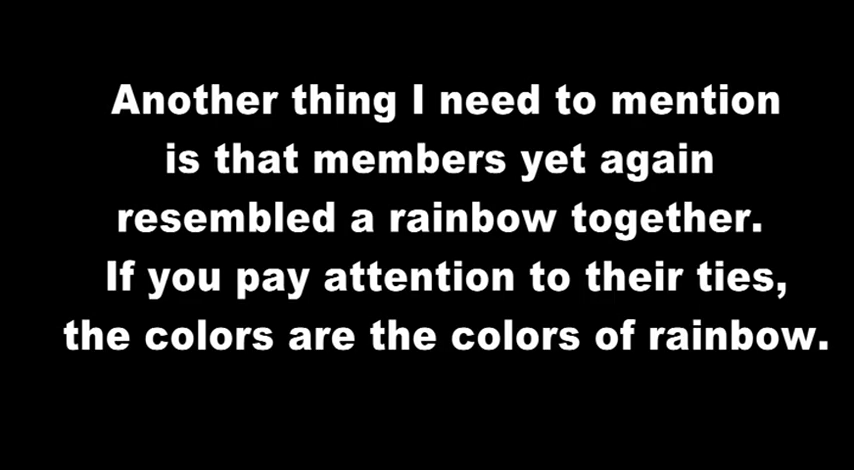 Another thing I need to mention
is that members yet again
resembled a rainbow together.
If you pay attention to their ties,
the colors are the colors of rainbow.